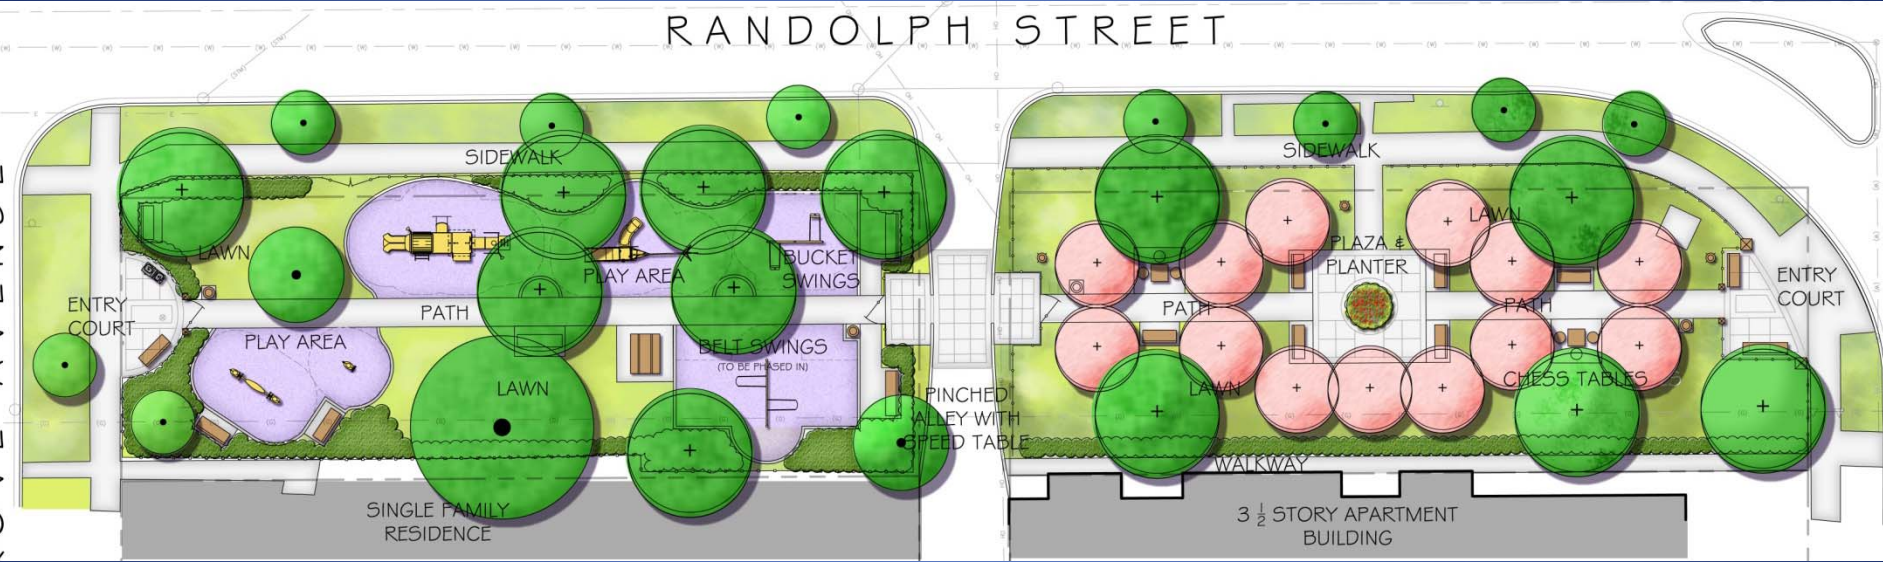 RANDOLPH STREET
SIDEWALK
SIDEWALK
LAWN
LAWN
PLAZA &
PLANTER
PLAY AREA
BUCKET
SWINGS
ENTRY
COURT
ENTRY
COURT
PATH
PATH
PATH
PLAY AREA
BELT SWINGS
(TO BE PHASED IN)
LAWN
LAWN
CHESS TABLES
PINCHED
ALLEY WITH
SPEED TABLE
WALKWAY
SINGLE FAMILY
RESIDENCE
3 1/2 STORY APARTMENT
BUILDING